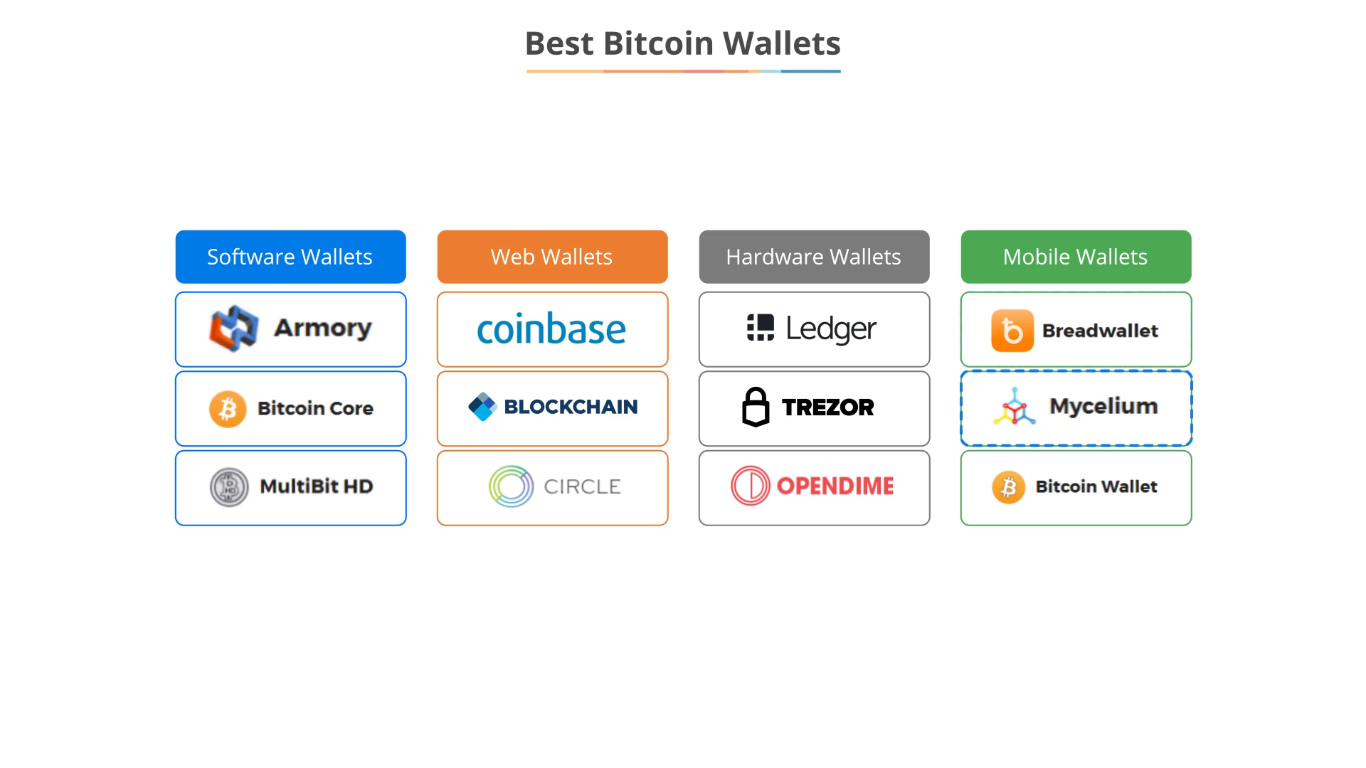 Best Bitcoin Wallets
Software Wallets
Armory
Bitcoin Core
MultiBit HD
Web Wallets
coinbase
BLOCKCHAIN
CIRCLE
Hardware Wallets
Ledger
TREZOR
OPENDIME
Mobile Wallets
Breadwallet
Mycelium
Bitcoin Wallet